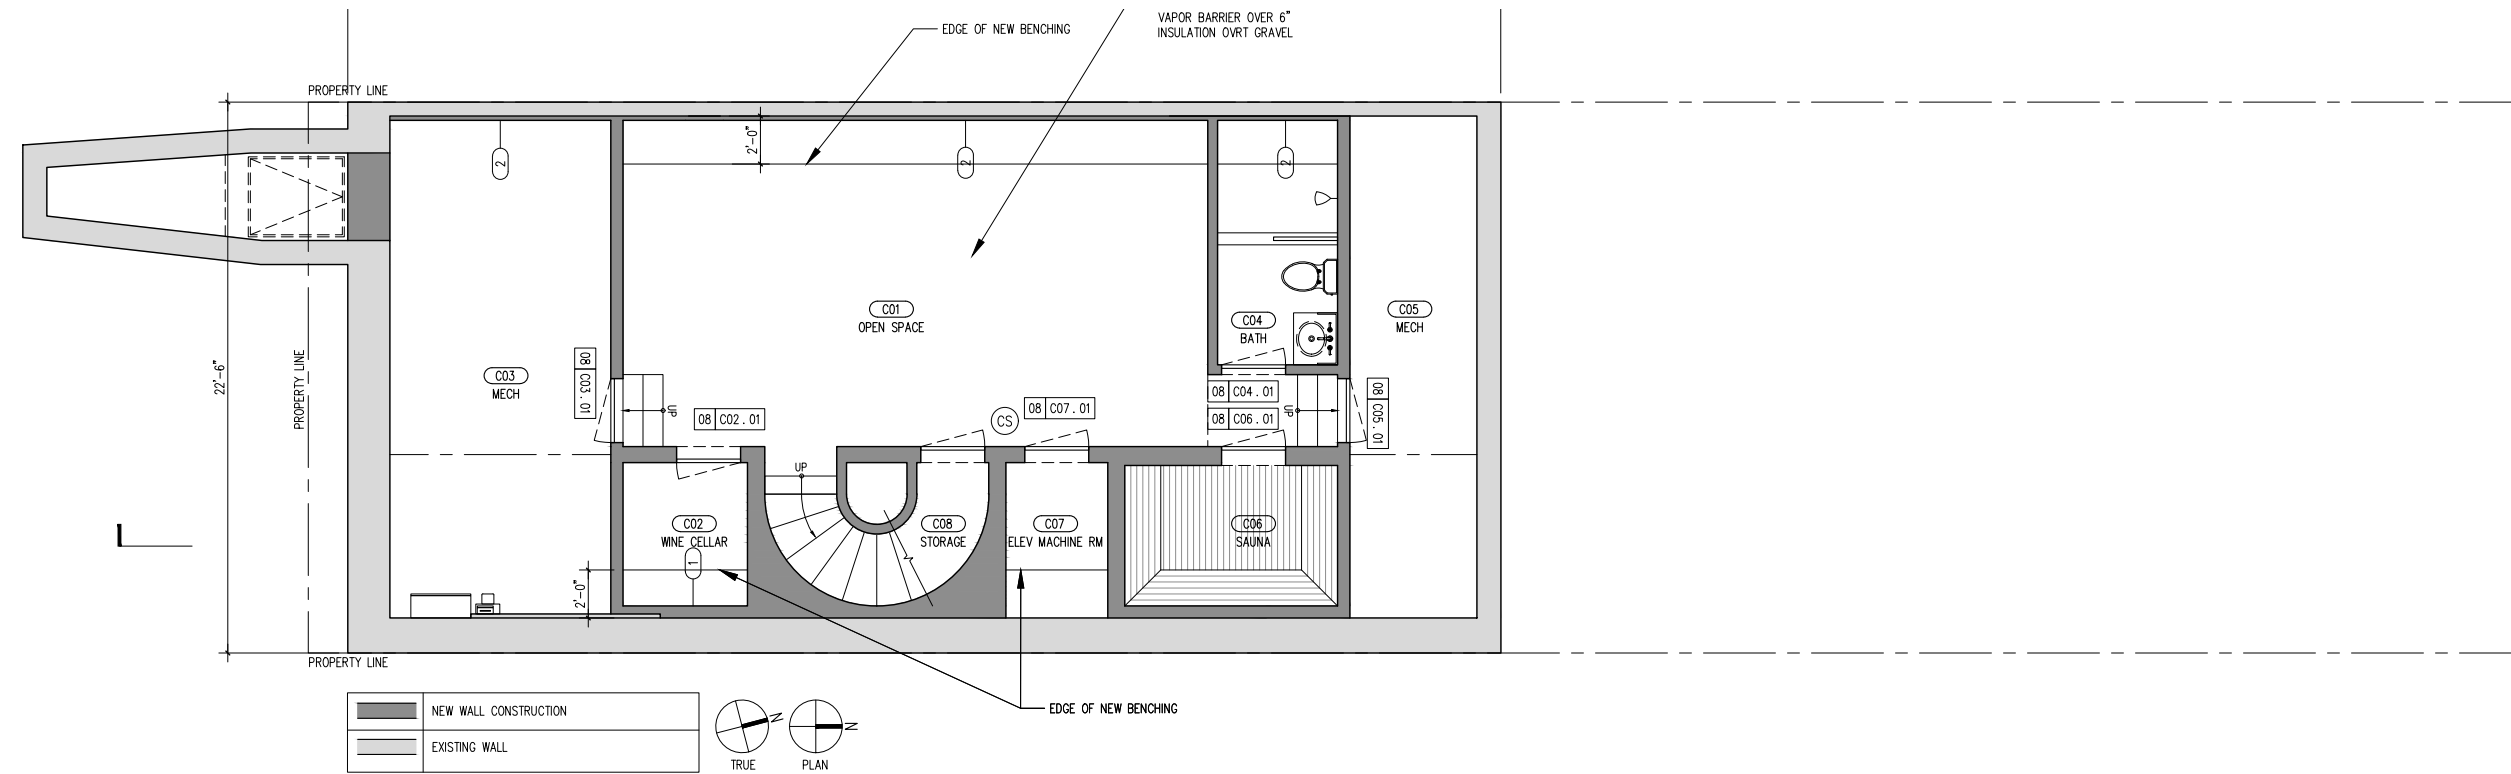 VAPOR BARRIER OVER 6"
INSULATION OVRT GRAVEL
EDGE OF NEW BENCHING
PROPERTY LINE
2'-0"
2
2
2
C01
OPEN SPACE
C04
BATH
C05
MECH
C03
MECH
22'-6"
PROPERTY LINE
08 C03.01
UP
08 C02.01
CS
08 C07.01
08 C04.01
08 C06.01
UP
08 C05.01
UP
C02
WINE CELLAR
C08
STORAGE
C07
ELEV MACHINE RM
C06
SAUNA
1
2'-0"
PROPERTY LINE
EDGE OF NEW BENCHING
NEW WALL CONSTRUCTION
EXISTING WALL
N
TRUE
N
PLAN